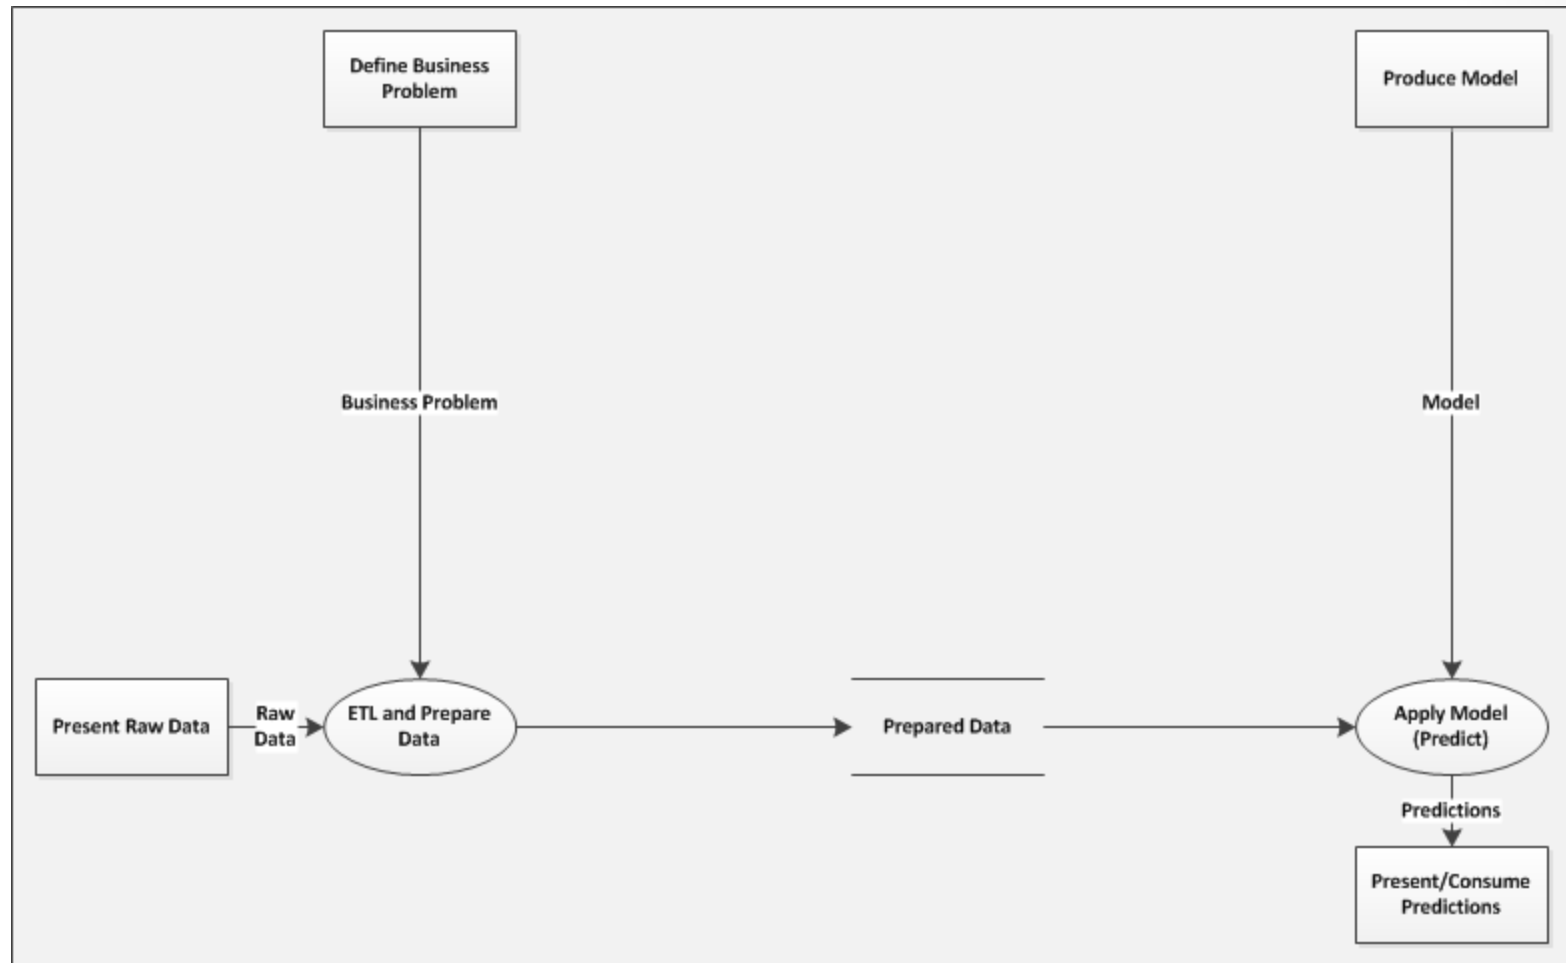 Define Business
Problem
Produce Model
Business Problem
Model
Present Raw Data
Raw
Data
ETL and Prepare
Data
Prepared Data
Apply Model
(Predict)
Predictions
Present/Consume
Predictions